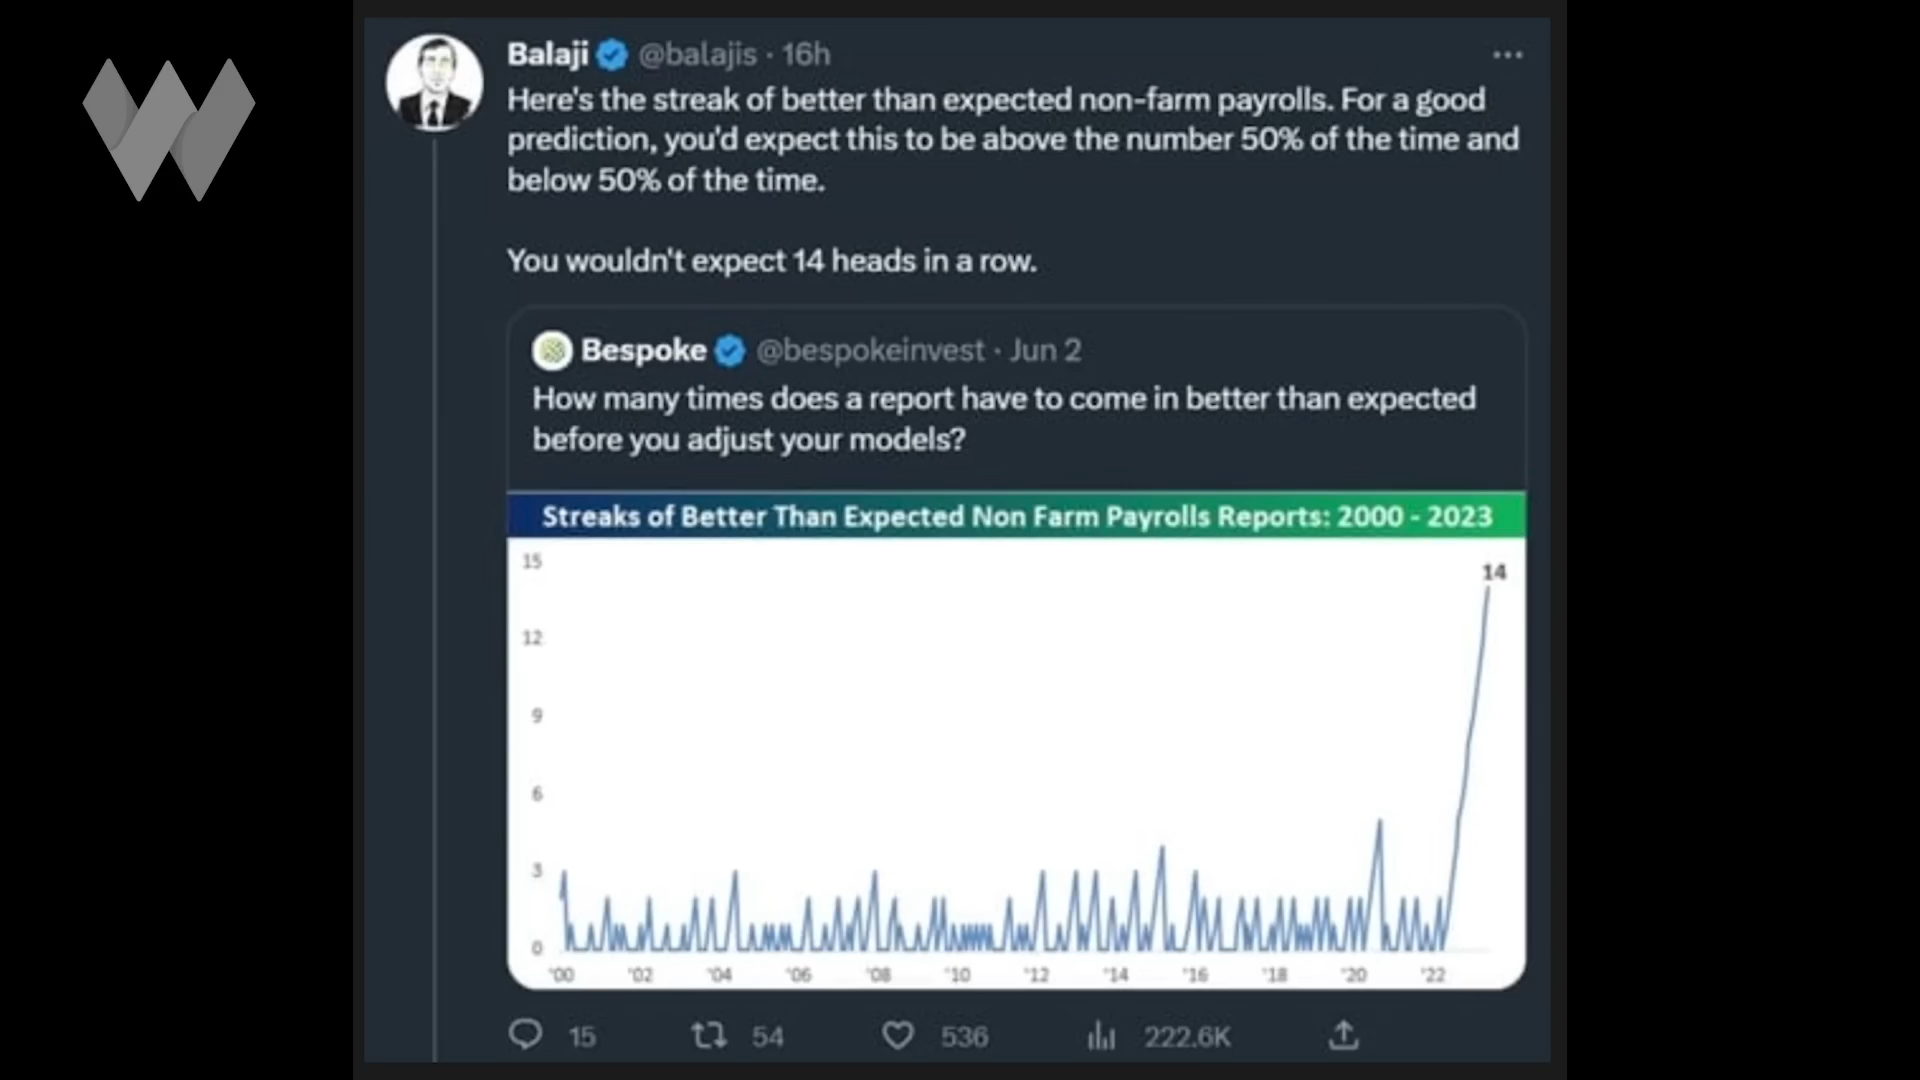 Balaji @balajis · 16h
Here's the streak of better than expected non-farm payrolls. For a good
prediction, you'd expect this to be above the number 50% of the time and
below 50% of the time.
You wouldn't expect 14 heads in a row.
Bespoke @bespokeinvest · Jun 2
How many times does a report have to come in better than expected
before you adjust your models?
Streaks of Better Than Expected Non Farm Payrolls Reports: 2000 - 2023
15
14
12
9
6
3
0
'00 '02 '04 '06 '08 '10 '12 '14 '16 '18 '20 '22
15 54 536 222.6K